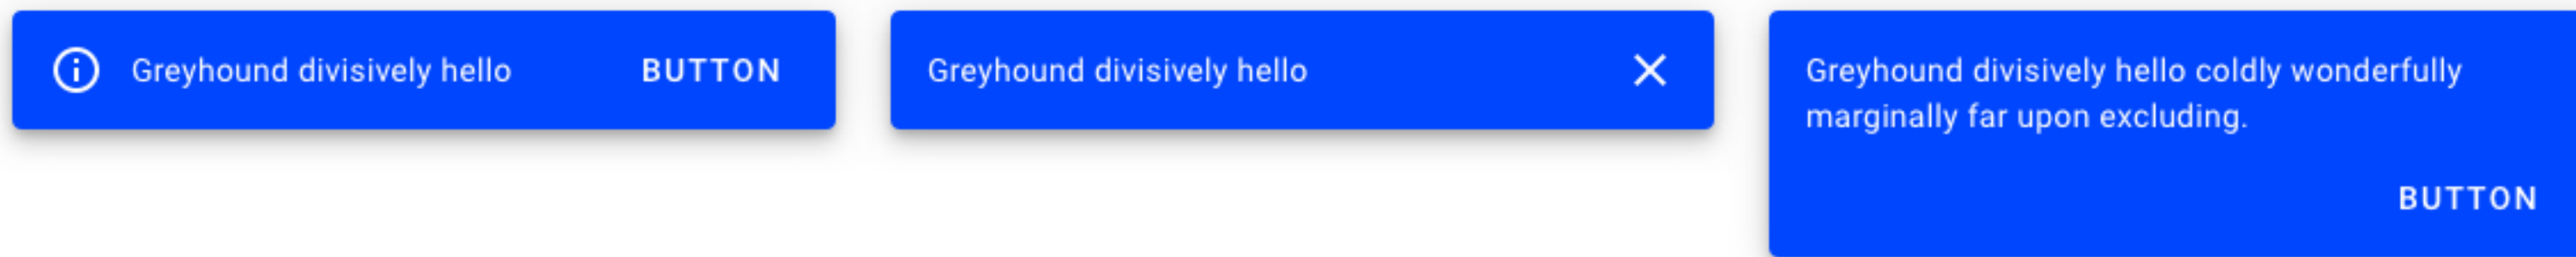 Greyhound divisively hello BUTTON
Greyhound divisively hello
Greyhound divisively hello coldly wonderfully
marginally far upon excluding.
BUTTON